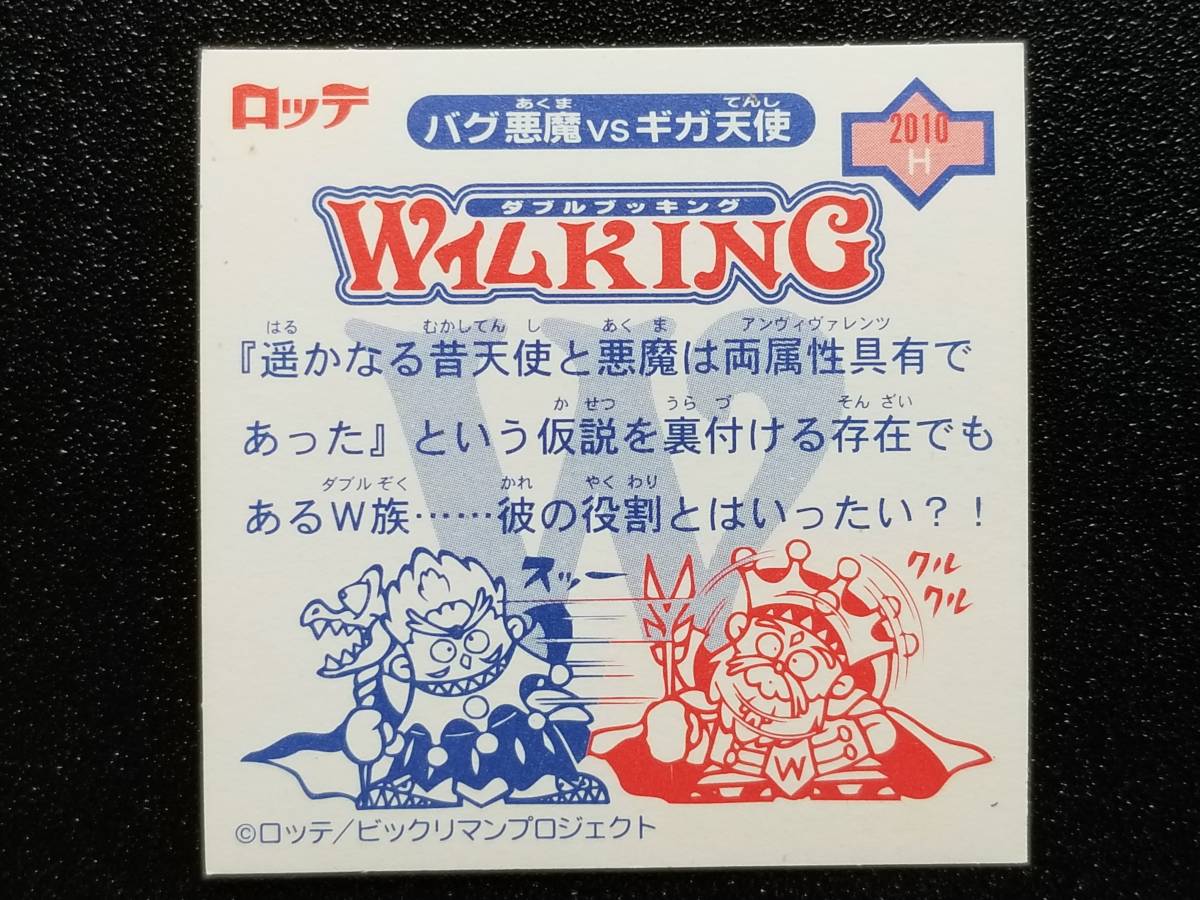 ロッテ
あくま てんし
バグ悪魔vsギガ天使
2010
H
ダブルブッキング
WイムKING
はる むかしてんし あくま アンヴィヴァレンツ
『遥かなる昔天使と悪魔は両属性具有で
かせつ うらづ そんざい
あった』という仮説を裏付ける存在でも
ダブルぞく かれ やくわり
あるW族……彼の役割とはいったい？！
W2
スッー
クル
クル
W
©ロッテ/ビックリマンプロジェクト